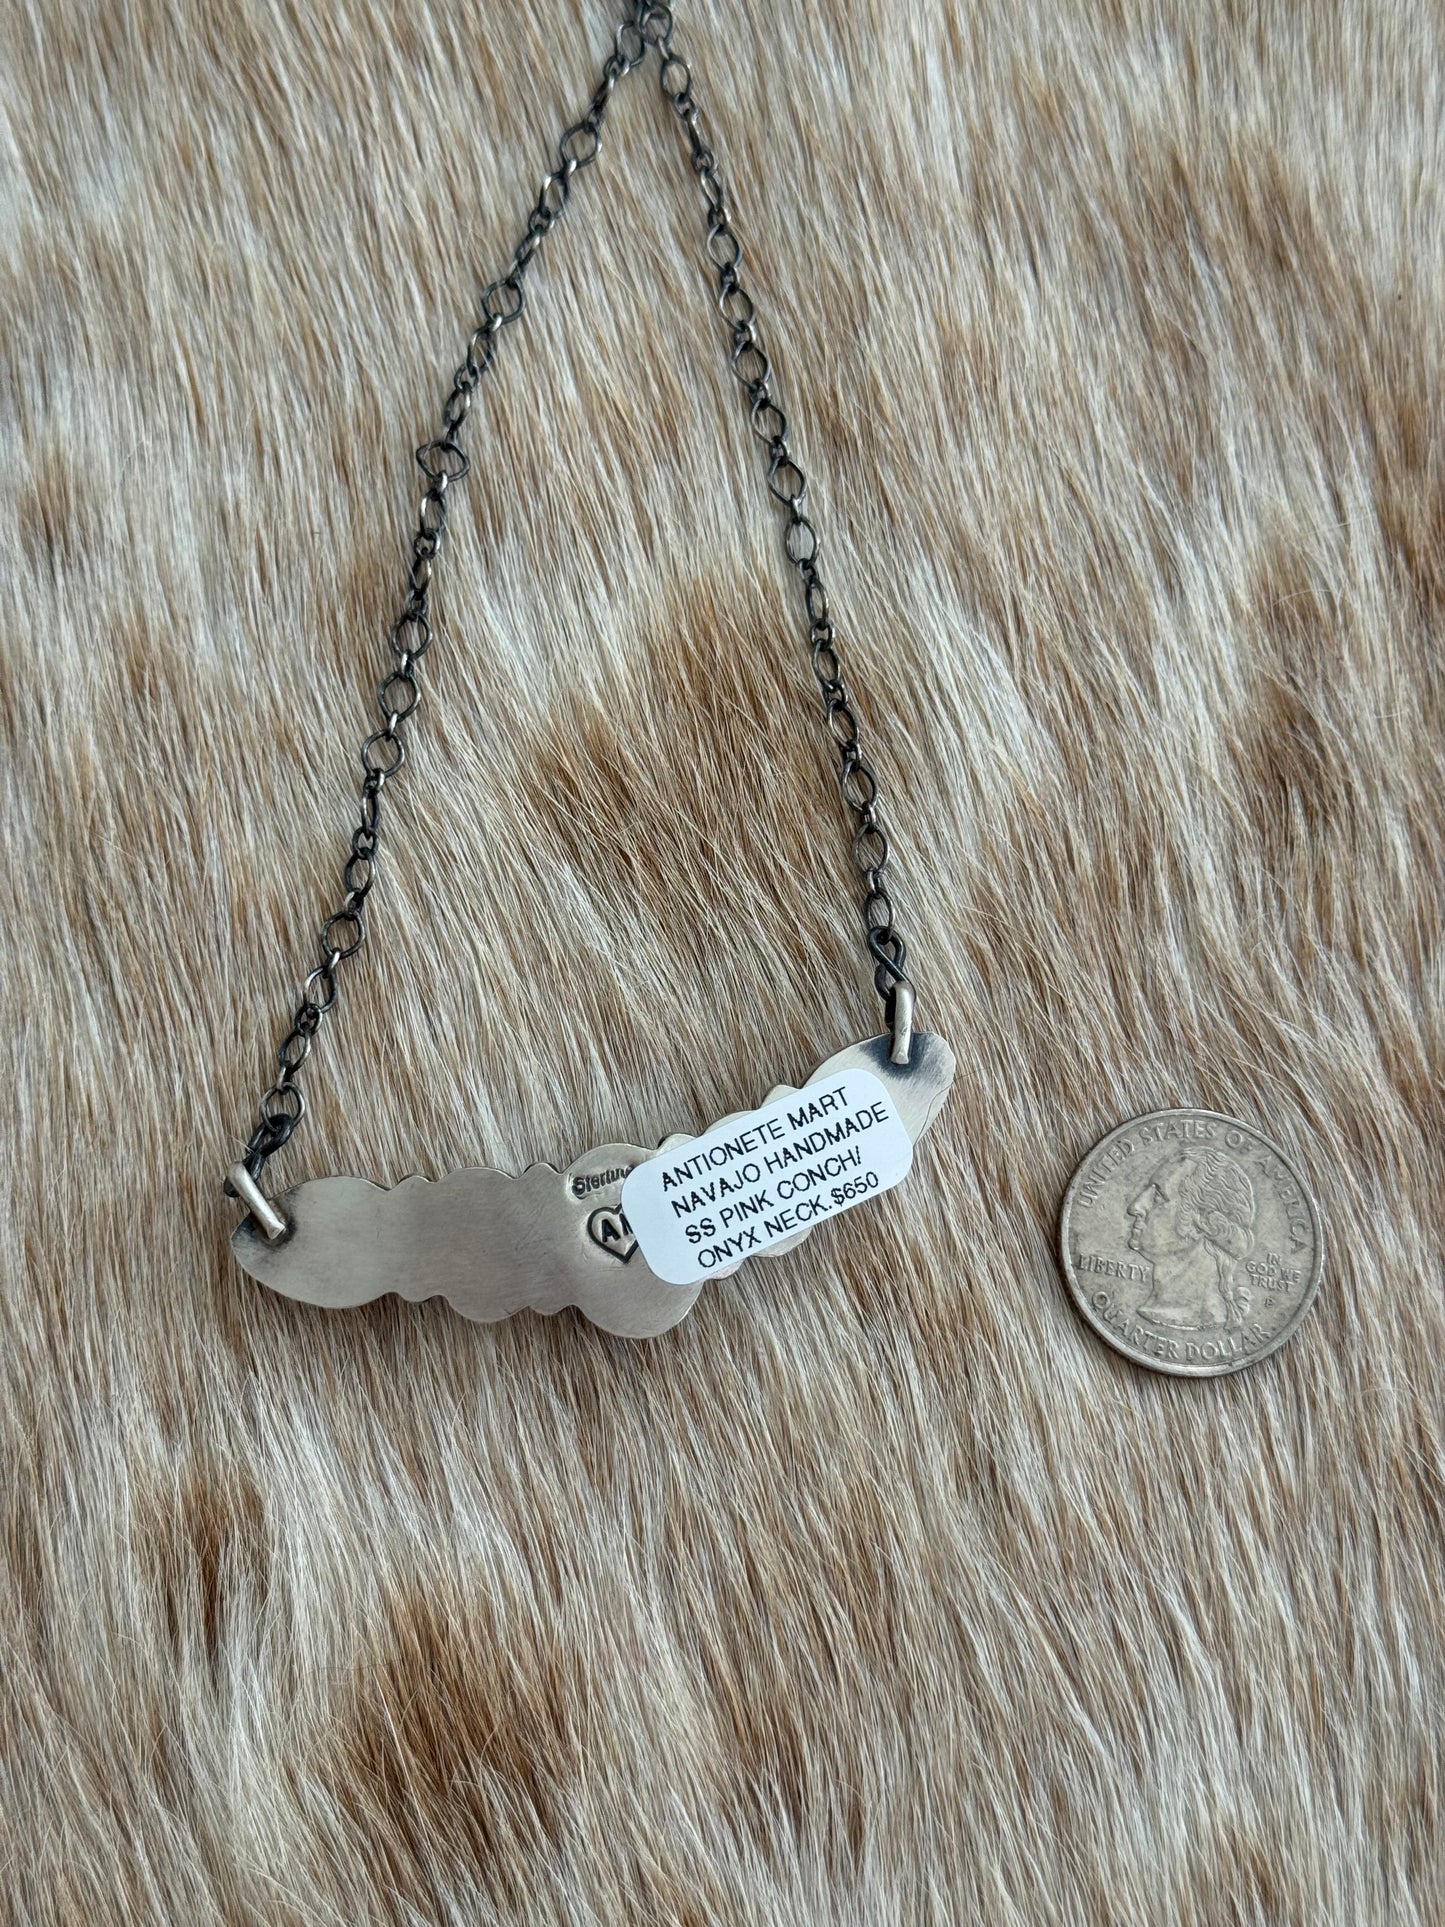 ANTIONETE MART
NAVAJO HANDMADE
SS PINK CONCH/
ONYX NECK.$650
Sterling
UNITED STATES OF AMERICA
LIBERTY
IN
GOD WE
TRUST
P
QUARTER DOLLAR